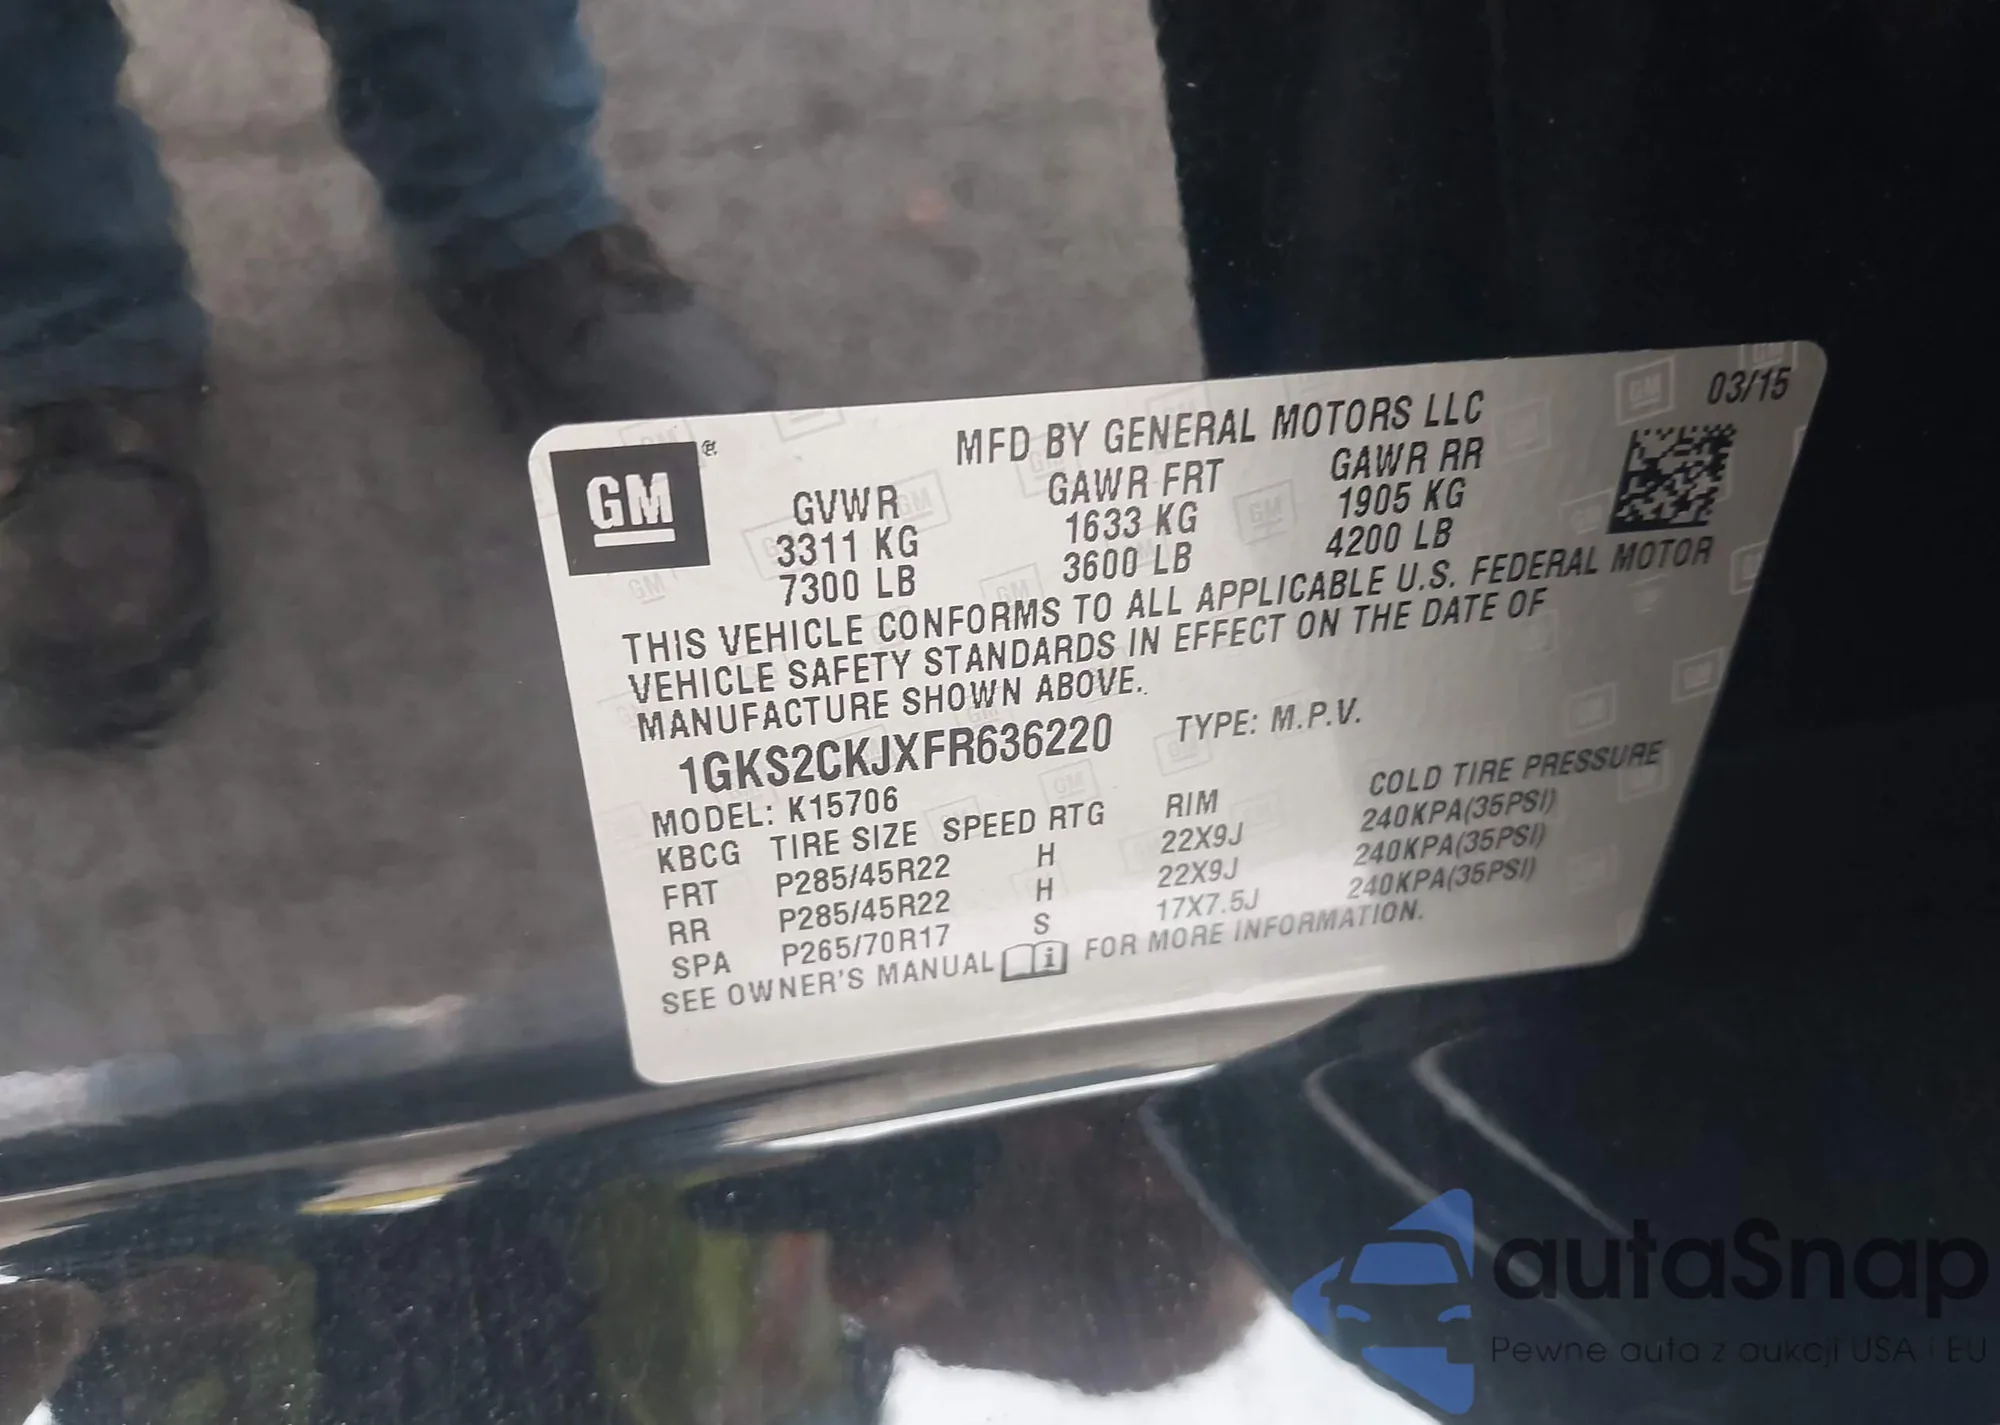 03/15
MFD BY GENERAL MOTORS LLC
GM
GVWR GAWR FRT GAWR RR
3311 KG 1633 KG 1905 KG
7300 LB 3600 LB 4200 LB
THIS VEHICLE CONFORMS TO ALL APPLICABLE U.S. FEDERAL MOTOR
VEHICLE SAFETY STANDARDS IN EFFECT ON THE DATE OF
MANUFACTURE SHOWN ABOVE.
1GKS2CKJXFR636220 TYPE: M.P.V.
MODEL: K15706
KBCG TIRE SIZE SPEED RTG RIM COLD TIRE PRESSURE
FRT P285/45R22 H 22X9J 240KPA(35PSI)
RR P285/45R22 H 22X9J 240KPA(35PSI)
SPA P265/70R17 S 17X7.5J 240KPA(35PSI)
SEE OWNER'S MANUAL i FOR MORE INFORMATION.
autaSnap
Pewne auta z aukcji USA i EU